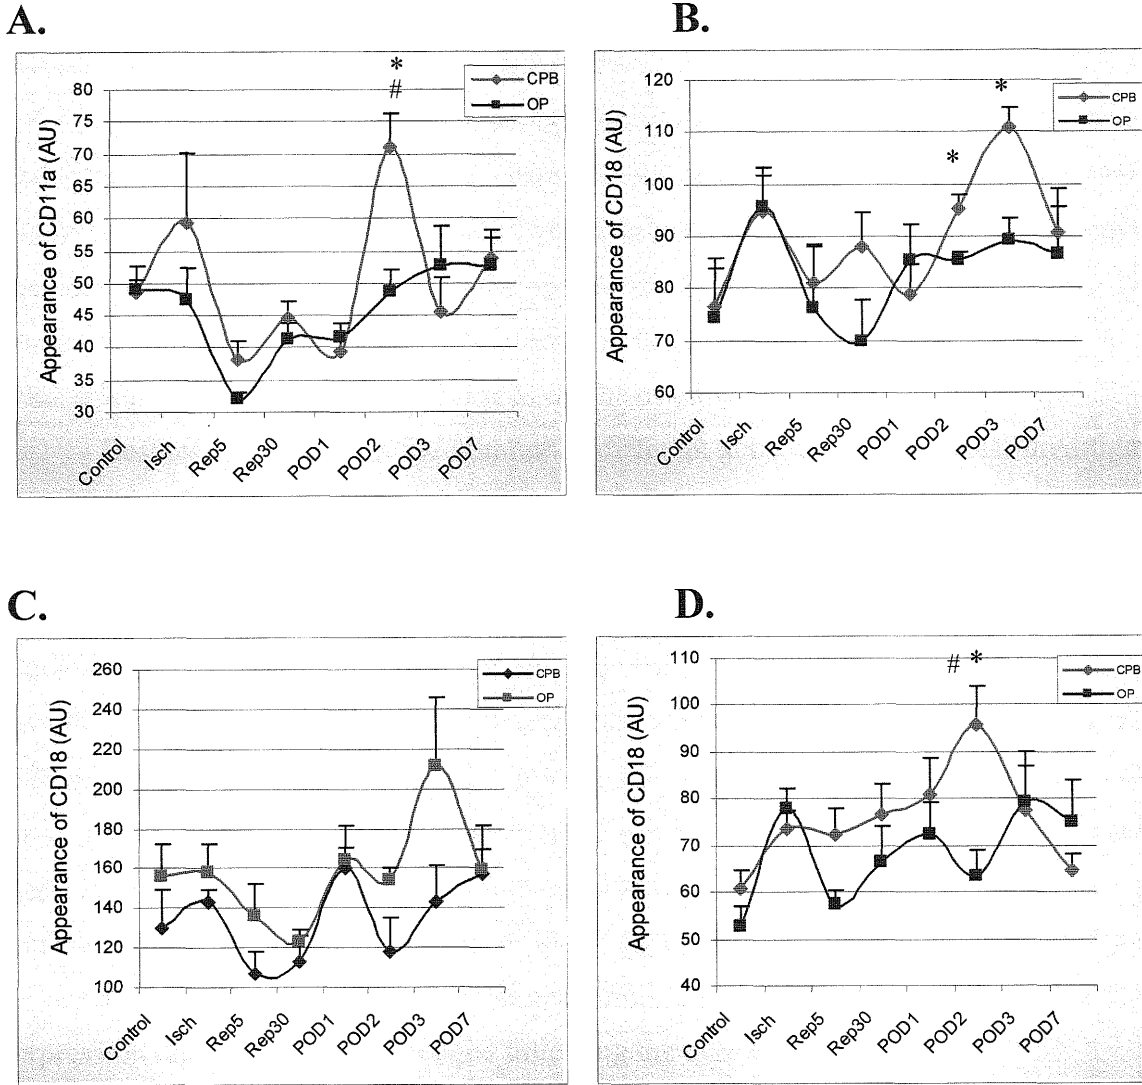 A.
*
#
CPB
OP
80
75
70
65
60
55
50
45
40
35
30
Appearance of CD11a (AU)
Control
Isch
Rep5
Rep30
POD1
POD2
POD3
POD7
B.
*
*
CPB
OP
120
110
100
90
80
70
60
Appearance of CD18 (AU)
Control
Isch
Rep5
Rep30
POD1
POD2
POD3
POD7
C.
CPB
OP
260
240
220
200
180
160
140
120
100
Appearance of CD18 (AU)
Control
Isch
Rep5
Rep30
POD1
POD2
POD3
POD7
D.
# *
CPB
OP
110
100
90
80
70
60
50
40
Appearance of CD18 (AU)
Control
Isch
Rep5
Rep30
POD1
POD2
POD3
POD7